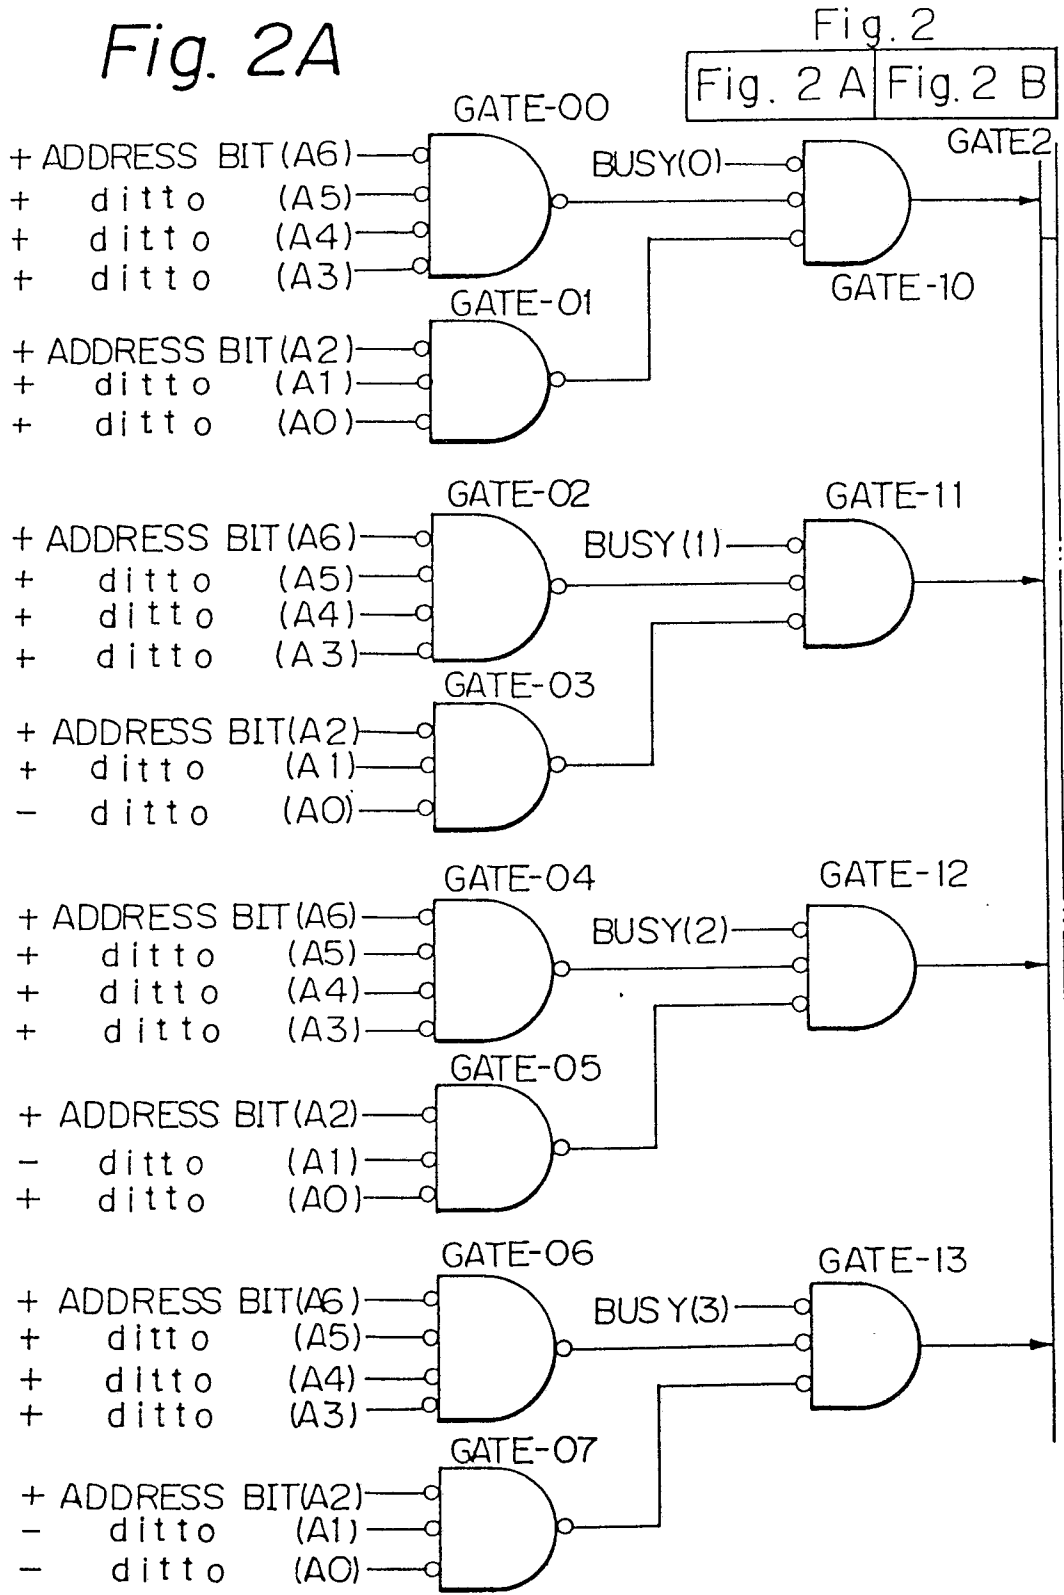 Fig. 2A
Fig. 2
Fig. 2 A Fig. 2 B
GATE-00
GATE2
+ ADDRESS BIT(A6)
+ ditto (A5)
+ ditto (A4)
+ ditto (A3)
BUSY(0)
GATE-10
GATE-01
+ ADDRESS BIT(A2)
+ ditto (A1)
+ ditto (A0)
GATE-02
GATE-11
+ ADDRESS BIT(A6)
+ ditto (A5)
+ ditto (A4)
+ ditto (A3)
BUSY(1)
GATE-03
+ ADDRESS BIT(A2)
+ ditto (A1)
- ditto (A0)
GATE-04
GATE-12
+ ADDRESS BIT(A6)
+ ditto (A5)
+ ditto (A4)
+ ditto (A3)
BUSY(2)
GATE-05
+ ADDRESS BIT(A2)
- ditto (A1)
+ ditto (A0)
GATE-06
GATE-13
+ ADDRESS BIT(A6)
+ ditto (A5)
+ ditto (A4)
+ ditto (A3)
BUSY(3)
GATE-07
+ ADDRESS BIT(A2)
- ditto (A1)
- ditto (A0)